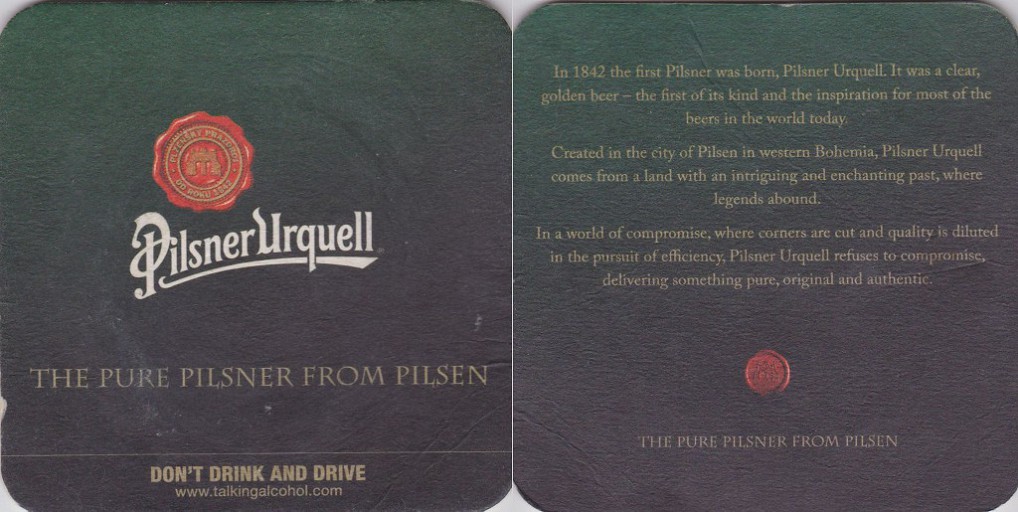 PLZEŇSKÝ PRAZDROJ
OD ROKU 1842
Pilsner Urquell
THE PURE PILSNER FROM PILSEN
DON'T DRINK AND DRIVE
www.talkingalcohol.com
In 1842 the first Pilsner was born, Pilsner Urquell. It was a clear,
golden beer – the first of its kind and the inspiration for most of the
beers in the world today.
Created in the city of Pilsen in western Bohemia, Pilsner Urquell
comes from a land with an intriguing and enchanting past, where
legends abound.
In a world of compromise, where corners are cut and quality is diluted
in the pursuit of efficiency, Pilsner Urquell refuses to compromise,
delivering something pure, original and authentic.
THE PURE PILSNER FROM PILSEN